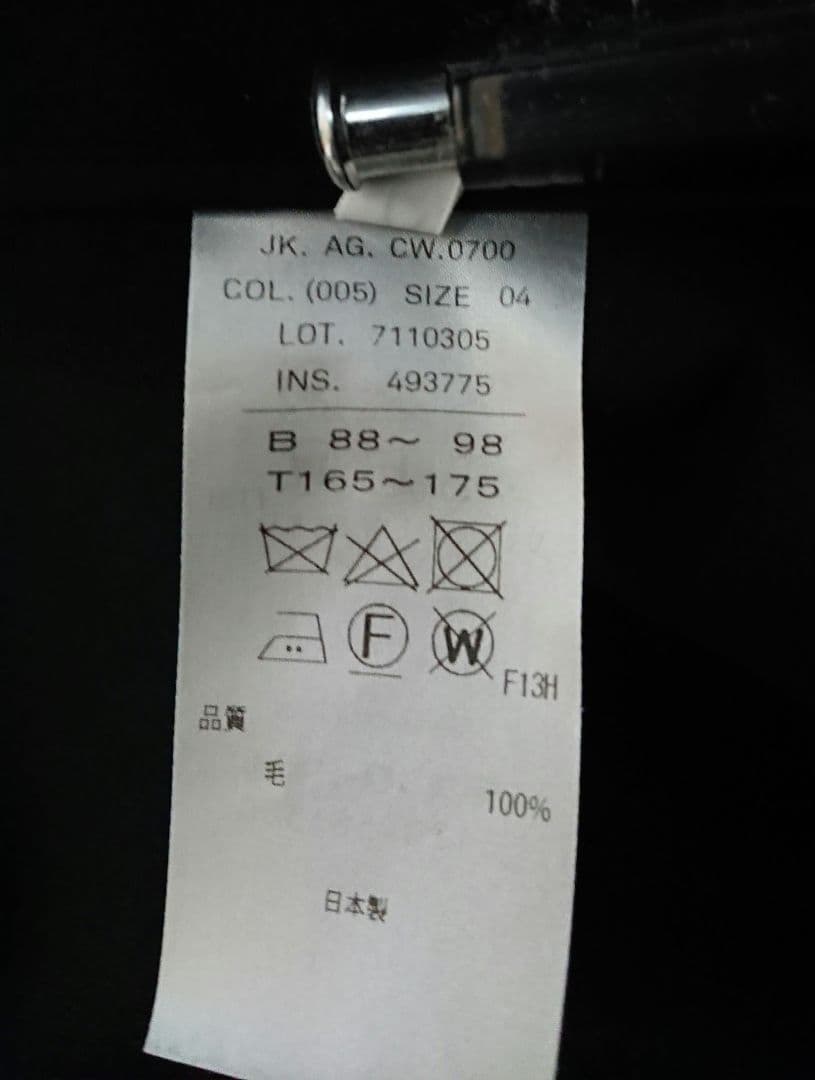 JK. AG. CW.0700
COL. (005) SIZE 04
LOT. 7110305
INS. 493775
B 88〜 98
T165〜175
F W
F13H
品質
毛
100%
日本製